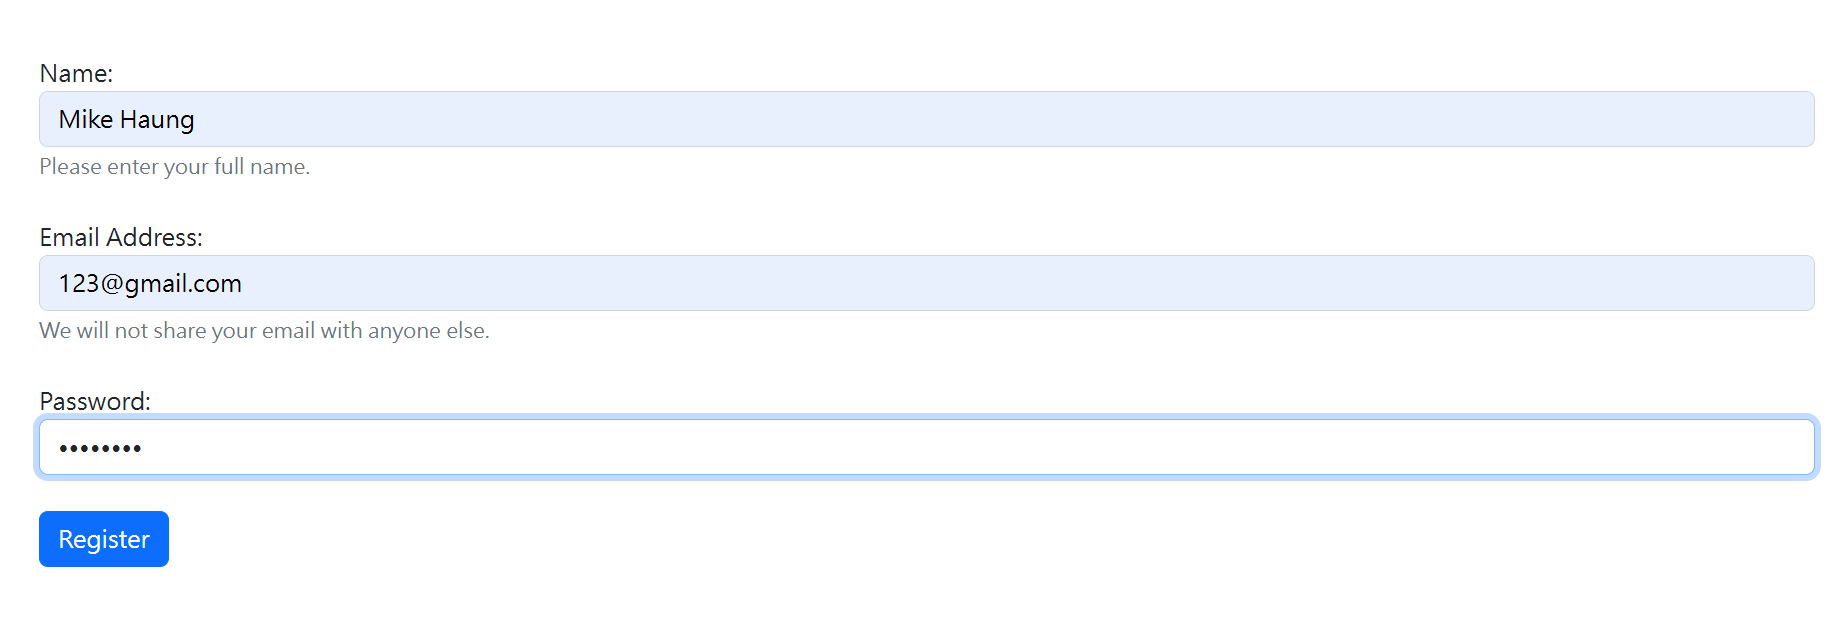 Name:
Mike Haung
Please enter your full name.
Email Address:
123@gmail.com
We will not share your email with anyone else.
Password:
••••••••
Register